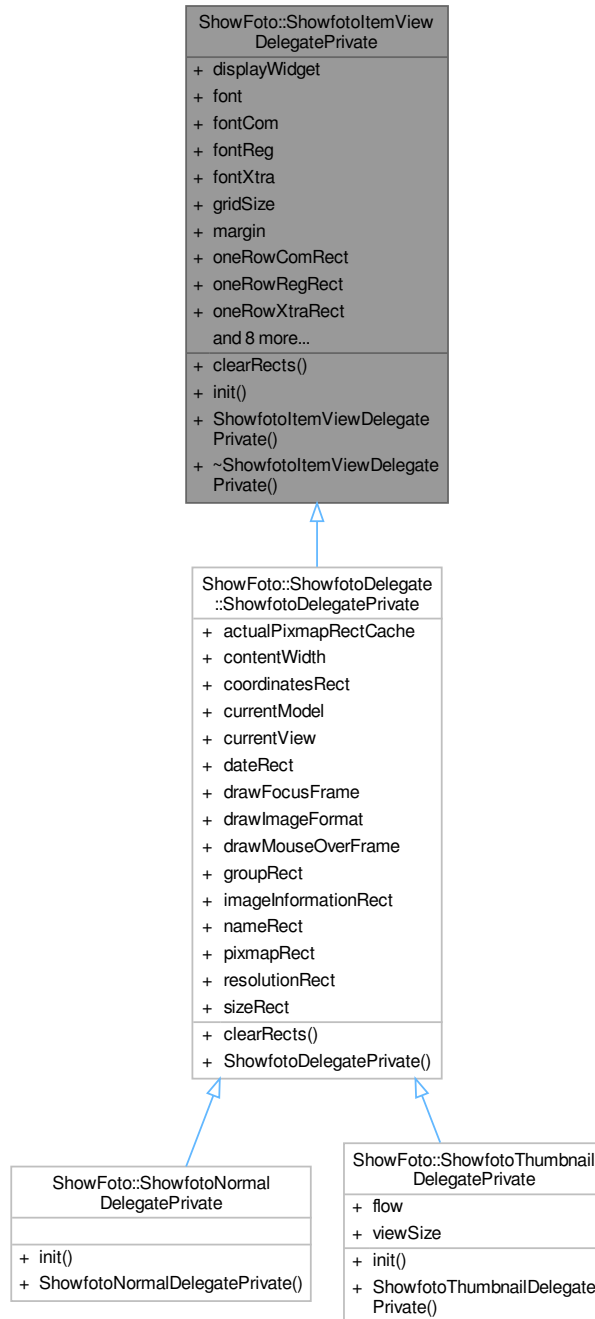 ShowFoto::ShowfotoItemView
DelegatePrivate
+ displayWidget
+ font
+ fontCom
+ fontReg
+ fontXtra
+ gridSize
+ margin
+ oneRowComRect
+ oneRowRegRect
+ oneRowXtraRect
and 8 more...
+ clearRects()
+ init()
+ ShowfotoItemViewDelegate
Private()
+ ~ShowfotoItemViewDelegate
Private()
ShowFoto::ShowfotoDelegate
::ShowfotoDelegatePrivate
+ actualPixmapRectCache
+ contentWidth
+ coordinatesRect
+ currentModel
+ currentView
+ dateRect
+ drawFocusFrame
+ drawImageFormat
+ drawMouseOverFrame
+ groupRect
+ imageInformationRect
+ nameRect
+ pixmapRect
+ resolutionRect
+ sizeRect
+ clearRects()
+ ShowfotoDelegatePrivate()
ShowFoto::ShowfotoNormal
DelegatePrivate
+ init()
+ ShowfotoNormalDelegatePrivate()
ShowFoto::ShowfotoThumbnail
DelegatePrivate
+ flow
+ viewSize
+ init()
+ ShowfotoThumbnailDelegate
Private()